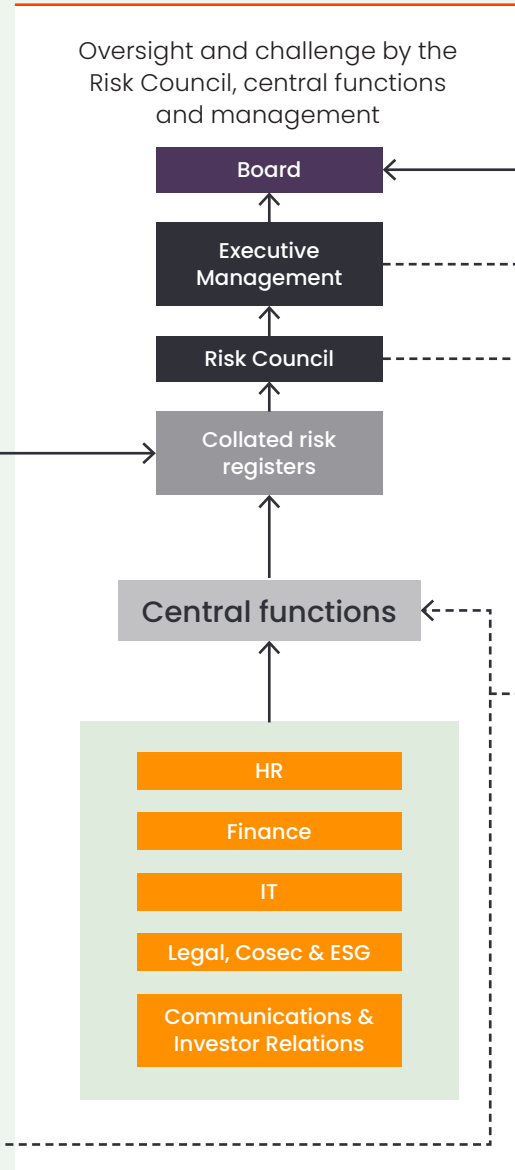 Oversight and challenge by the
Risk Council, central functions
and management
Board
Executive
Management
Risk Council
Collated risk
registers
Central functions
HR
Finance
IT
Legal, Cosec & ESG
Communications &
Investor Relations